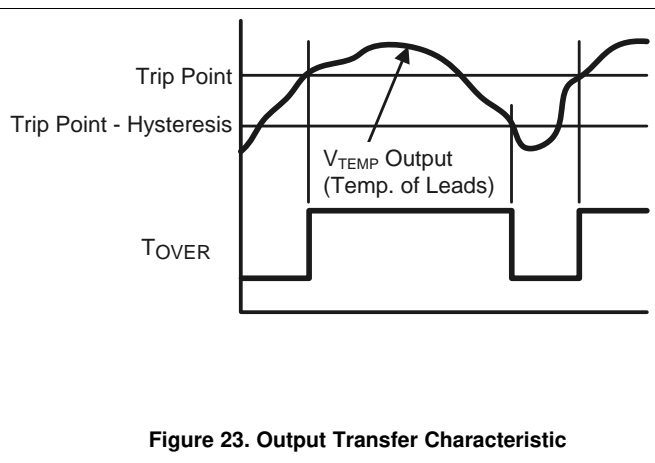 Trip Point
Trip Point - Hysteresis
VTEMP Output
(Temp. of Leads)
TOVER
Figure 23. Output Transfer Characteristic